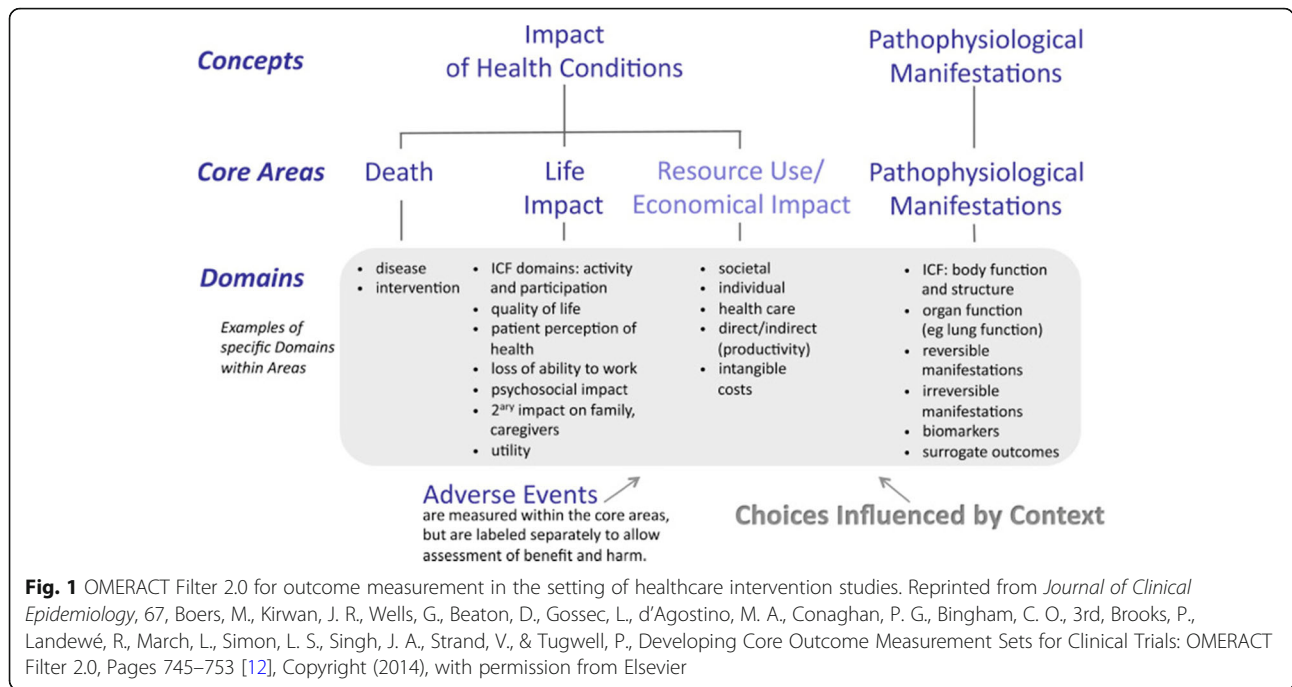 Concepts
Impact
of Health Conditions
Pathophysiological
Manifestations
Core Areas
Death
Life
Impact
Resource Use/
Economical Impact
Pathophysiological
Manifestations
Domains
Examples of
specific Domains
within Areas
• disease
• intervention
• ICF domains: activity
and participation
• quality of life
• patient perception of
health
• loss of ability to work
• psychosocial impact
• 2ary impact on family,
caregivers
• utility
• societal
• individual
• health care
• direct/indirect
(productivity)
• intangible
costs
• ICF: body function
and structure
• organ function
(eg lung function)
• reversible
manifestations
• irreversible
manifestations
• biomarkers
• surrogate outcomes
Adverse Events
are measured within the core areas,
but are labeled separately to allow
assessment of benefit and harm.
Choices Influenced by Context
Fig. 1 OMERACT Filter 2.0 for outcome measurement in the setting of healthcare intervention studies. Reprinted from Journal of Clinical
Epidemiology, 67, Boers, M., Kirwan, J. R., Wells, G., Beaton, D., Gossec, L., d’Agostino, M. A., Conaghan, P. G., Bingham, C. O., 3rd, Brooks, P.,
Landewé, R., March, L., Simon, L. S., Singh, J. A., Strand, V., & Tugwell, P., Developing Core Outcome Measurement Sets for Clinical Trials: OMERACT
Filter 2.0, Pages 745–753 [12], Copyright (2014), with permission from Elsevier